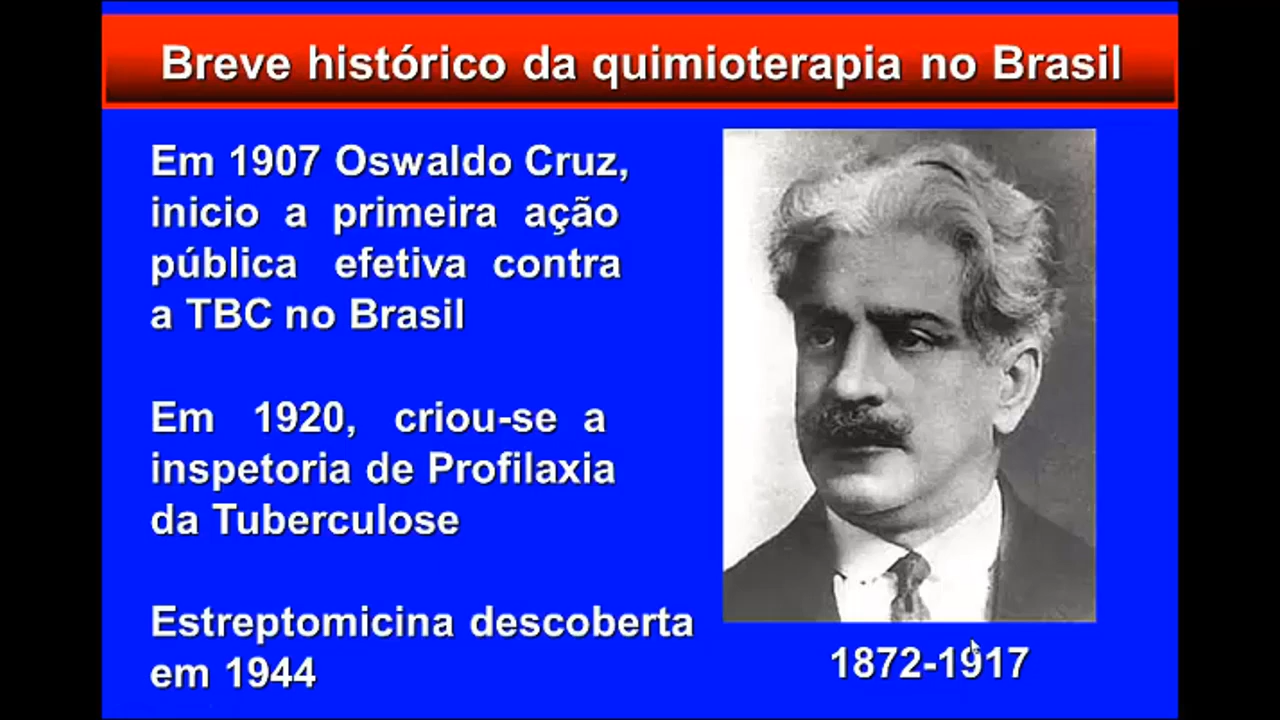 Breve histórico da quimioterapia no Brasil
Em 1907 Oswaldo Cruz,
inicio a primeira ação
pública efetiva contra
a TBC no Brasil
Em 1920, criou-se a
inspetoria de Profilaxia
da Tuberculose
Estreptomicina descoberta
em 1944
1872-1917